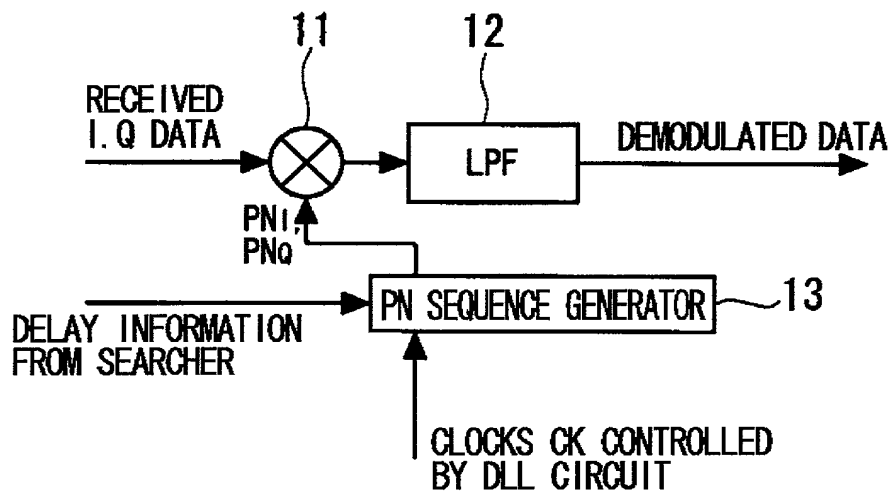 11
12
RECEIVED
I.Q DATA
LPF
DEMODULATED DATA
PNI,
PNQ
PN SEQUENCE GENERATOR
13
DELAY INFORMATION
FROM SEARCHER
CLOCKS CK CONTROLLED
BY DLL CIRCUIT